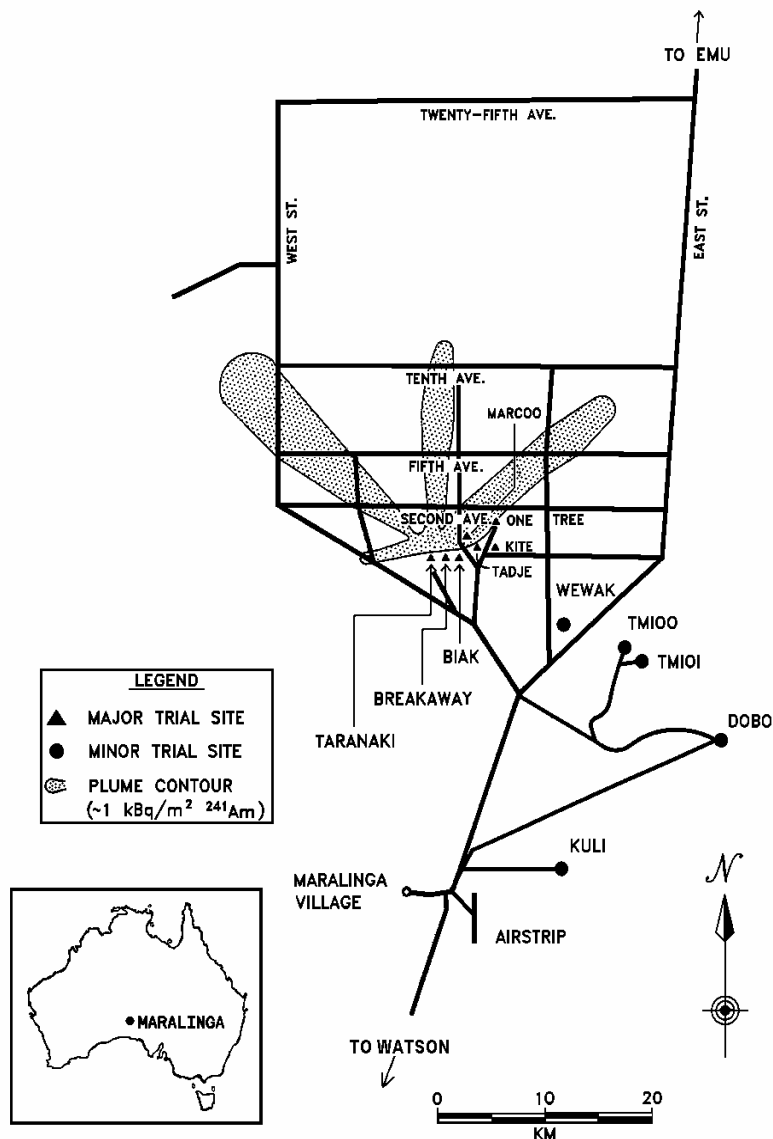 TO EMU
TWENTY-FIFTH AVE.
WEST ST.
EAST ST.
TENTH AVE.
MARCOO
FIFTH AVE.
SECOND AVE.
ONE TREE
KITE
TADJE
WEWAK
BIAK
BREAKAWAY
TARANAKI
TM100
TM101
DOBO
LEGEND
MAJOR TRIAL SITE
MINOR TRIAL SITE
PLUME CONTOUR
(~1 kBq/m² ²⁴¹Am)
KULI
MARALINGA
VILLAGE
AIRSTRIP
N
MARALINGA
TO WATSON
0 10 20
KM